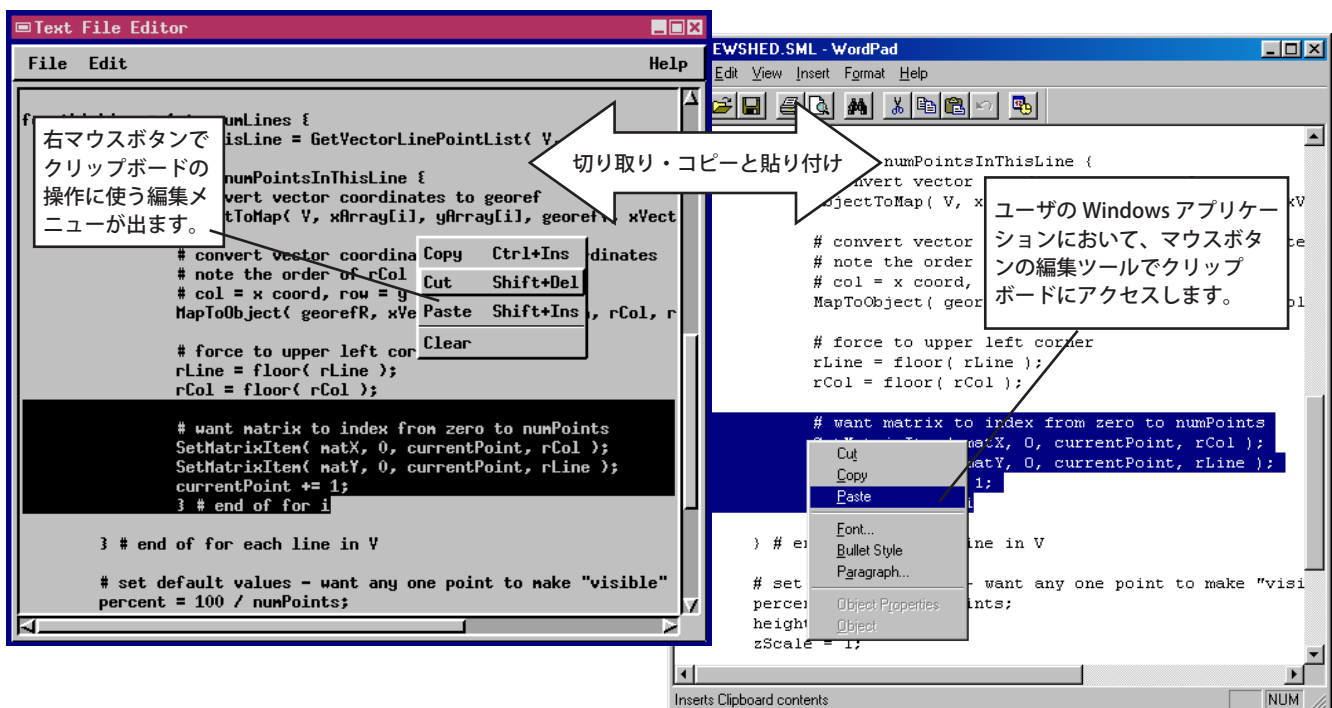 Text File Editor
File Edit Help
numLines {
isLine = GetVectorLinePointList( V,
numPointsInThisLine {
vert vector coordinates to georef
tToMap( V, xArray[i], yArray[i], georef xVect
# convert vector coordina dinates
# note the order of rCol
# col = x coord, row = y
MapToObject( georefR, xVe , rCol, r
# force to upper left cor
rLine = floor( rLine );
rCol = floor( rCol );
# want matrix to index from zero to numPoints
SetMatrixItem( matX, 0, currentPoint, rCol );
SetMatrixItem( matY, 0, currentPoint, rLine );
currentPoint += 1;
} # end of for i
} # end of for each line in V
# set default values - want any one point to make "visible"
percent = 100 / numPoints;
右マウスボタンで
クリップボードの
操作に使う編集メ
ニューが出ます。
Copy Ctrl+Ins
Cut Shift+Del
Paste Shift+Ins
Clear
切り取り・コピーと貼り付け
EWSHED.SML - WordPad
Edit View Insert Format Help
numPointsInThisLine {
nvert vector
bjectToMap( V, x xV
# convert vector te
# note the order
# col = x coord,
MapToObject( geor ol
# force to upper left corner
rLine = floor( rLine );
rCol = floor( rCol );
# want matrix to index from zero to numPoints
SetMatrixItem( matX, 0, currentPoint, rCol );
matY, 0, currentPoint, rLine );
1;
i
} # en ine in V
# set - want any one point to make "visi
percen ints;
height
zScale = 1;
ユーザの Windows アプリケー
ションにおいて、マウスボタ
ンの編集ツールでクリップ
ボードにアクセスします。
Cut
Copy
Paste
Font...
Bullet Style
Paragraph...
Object Properties
Object
Inserts Clipboard contents NUM